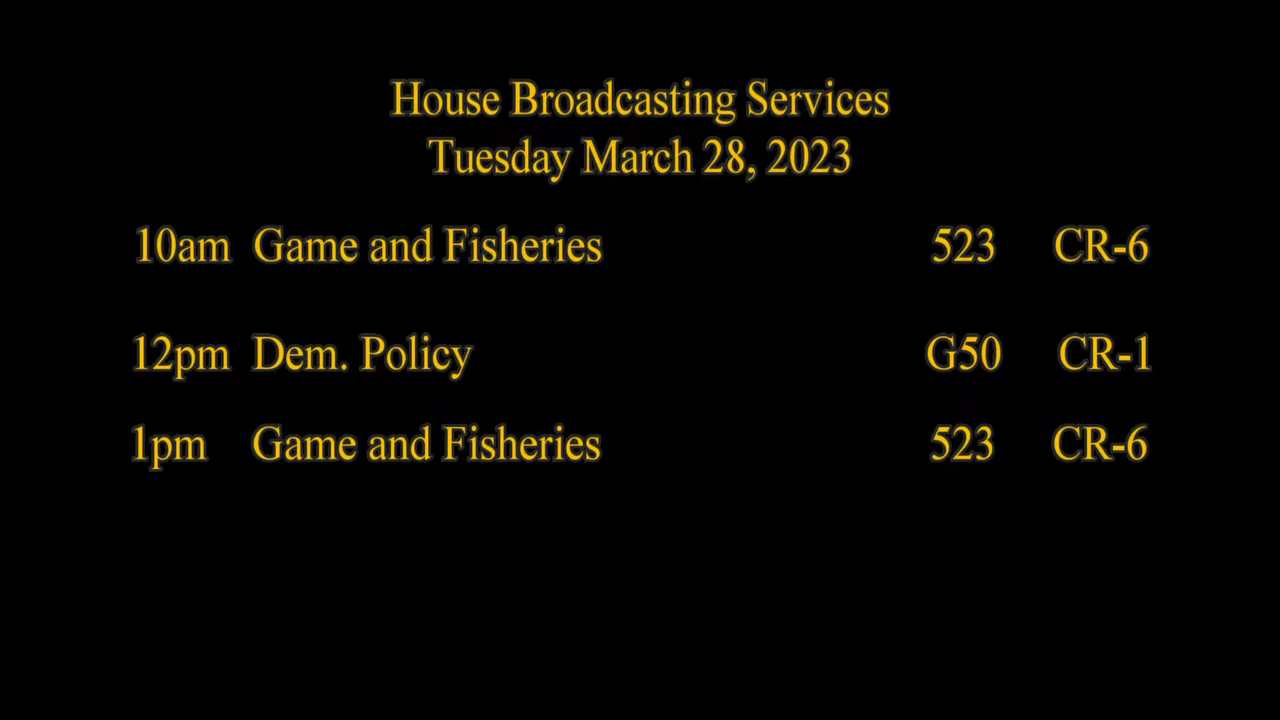 House Broadcasting Services
Tuesday March 28, 2023
10am Game and Fisheries 523 CR-6
12pm Dem. Policy G50 CR-1
1pm Game and Fisheries 523 CR-6